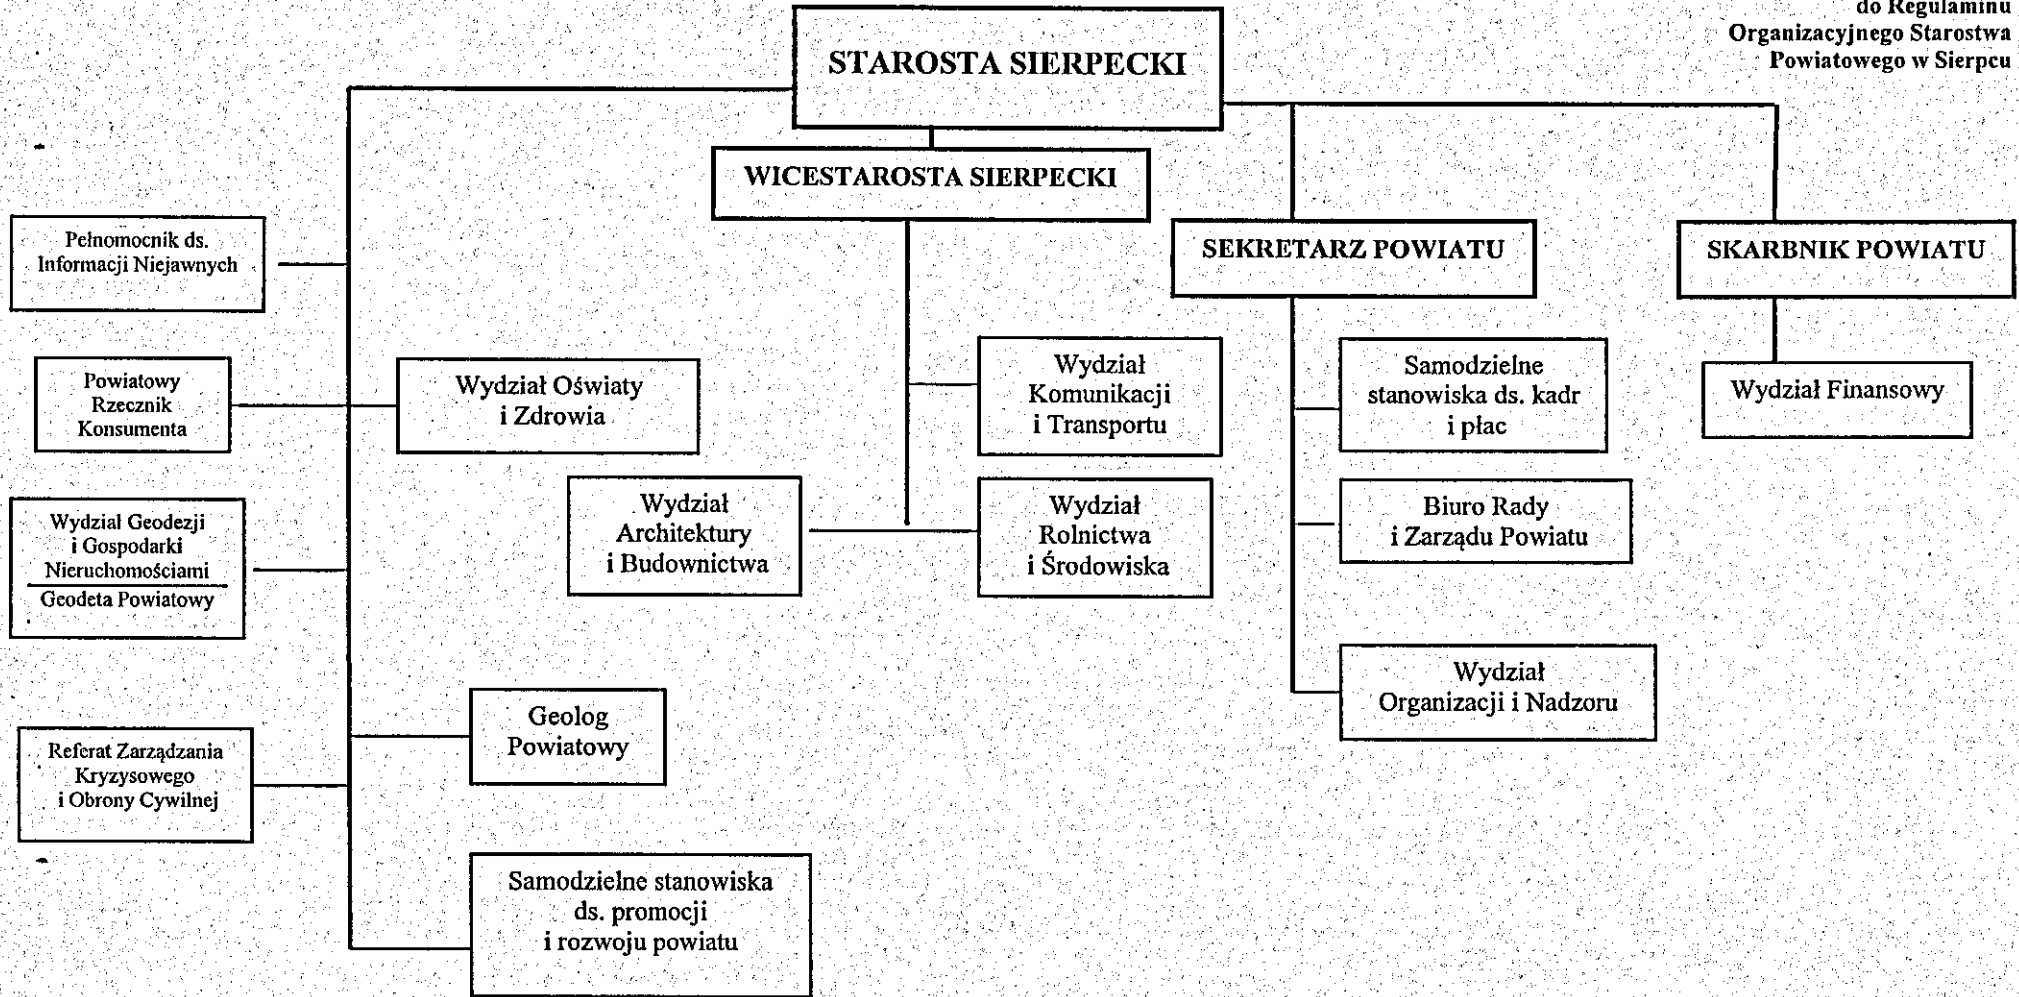 do Regulaminu
Organizacyjnego Starostwa
Powiatowego w Sierpcu
STAROSTA SIERPECKI
WICESTAROSTA SIERPECKI
SEKRETARZ POWIATU
SKARBNIK POWIATU
Pełnomocnik ds.
Informacji Niejawnych
Powiatowy
Rzecznik
Konsumenta
Wydział Oświaty
i Zdrowia
Wydział
Komunikacji
i Transportu
Samodzielne
stanowiska ds. kadr
i płac
Wydział Finansowy
Wydział Geodezji
i Gospodarki
Nieruchomościami
Geodeta Powiatowy
Wydział
Architektury
i Budownictwa
Wydział
Rolnictwa
i Środowiska
Biuro Rady
i Zarządu Powiatu
Wydział
Organizacji i Nadzoru
Geolog
Powiatowy
Referat Zarządzania
Kryzysowego
i Obrony Cywilnej
Samodzielne stanowiska
ds. promocji
i rozwoju powiatu